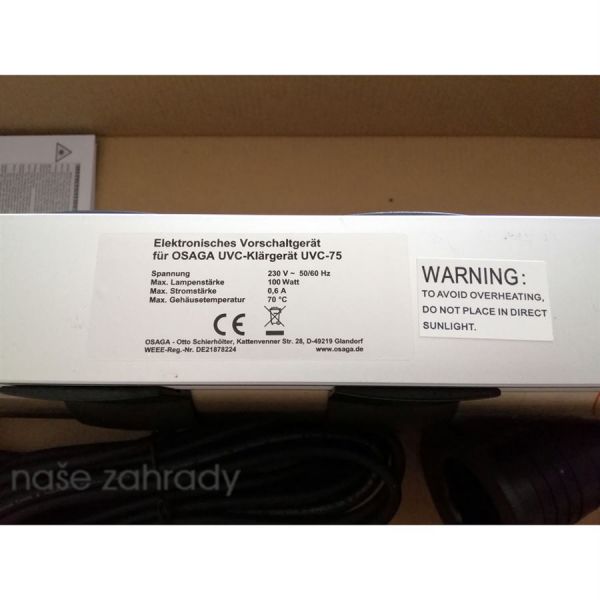 Elektronisches Vorschaltgerät
für OSAGA UVC-Klärgerät UVC-75
Spannung 230 V ~ 50/60 Hz
Max. Lampenstärke 100 Watt
Max. Stromstärke 0,6 A
Max. Gehäusetemperatur 70 °C
CE
OSAGA - Otto Schierhölter, Kattenvenner Str. 28, D-49219 Glandorf
WEEE-Reg.-Nr. DE21878224 www.osaga.de
WARNING:
TO AVOID OVERHEATING,
DO NOT PLACE IN DIRECT
SUNLIGHT.
naše zahrady